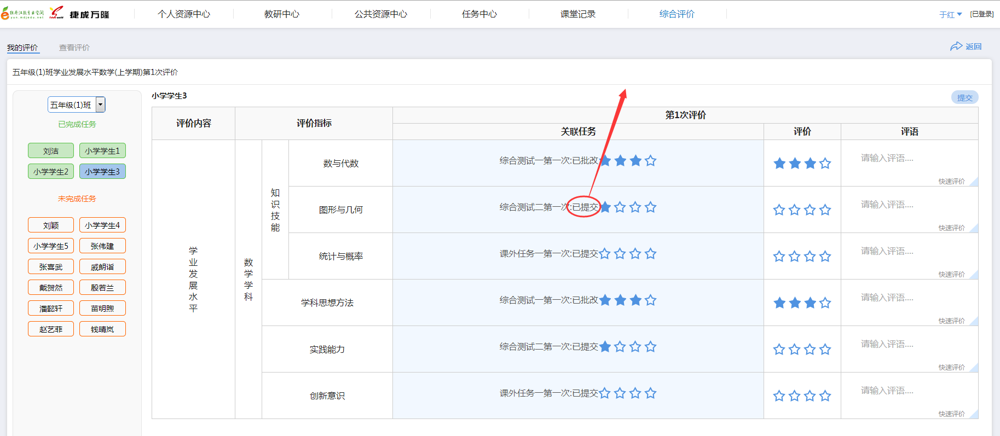 牡丹江教育云空间
yun.mdjedu.net
Future world
捷成万隆
个人资源中心
教研中心
公共资源中心
任务中心
课堂记录
综合评价
于红
[已登录]
我的评价
查看评价
返回
五年级(1)班学业发展水平数学(上学期)第1次评价
五年级(1)班
已完成任务
刘洁
小学学生1
小学学生2
小学学生3
未完成任务
刘颖
小学学生4
小学学生5
张伟建
张喜武
戚朗诣
戴贺然
殷若兰
潘懿轩
苗明煦
赵艺菲
钱晴岚
小学学生3
提交
评价内容
评价指标
第1次评价
关联任务
评价
评语
学业发展水平
数学学科
知识技能
数与代数
综合测试一第一次:已批改
请输入评语....
快速评价
图形与几何
综合测试二第一次:已提交
请输入评语....
快速评价
统计与概率
课外任务一第一次:已提交
请输入评语....
快速评价
学科思想方法
综合测试一第一次:已批改
请输入评语....
快速评价
实践能力
综合测试二第一次:已提交
请输入评语....
快速评价
创新意识
课外任务一第一次:已提交
请输入评语....
快速评价